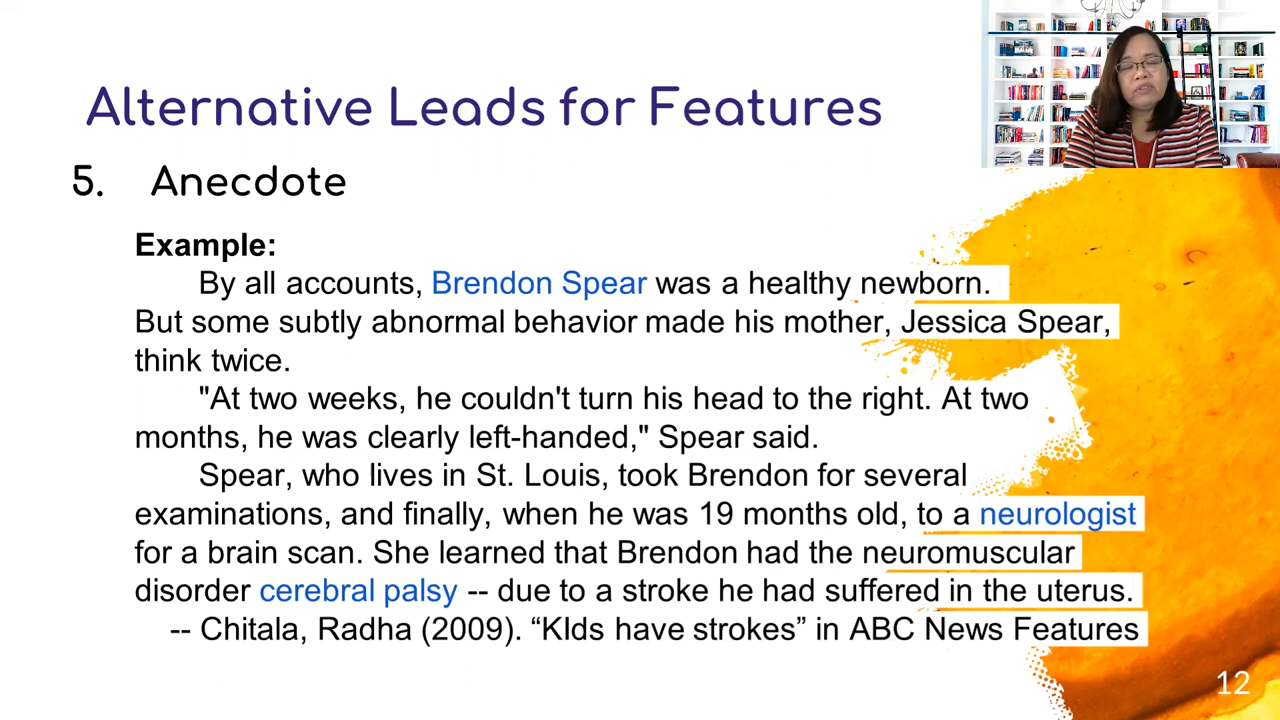 Alternative Leads for Features
5. Anecdote
Example:
By all accounts, Brendon Spear was a healthy newborn.
But some subtly abnormal behavior made his mother, Jessica Spear,
think twice.
"At two weeks, he couldn't turn his head to the right. At two
months, he was clearly left-handed," Spear said.
Spear, who lives in St. Louis, took Brendon for several
examinations, and finally, when he was 19 months old, to a neurologist
for a brain scan. She learned that Brendon had the neuromuscular
disorder cerebral palsy -- due to a stroke he had suffered in the uterus.
-- Chitala, Radha (2009). “KIds have strokes” in ABC News Features
12